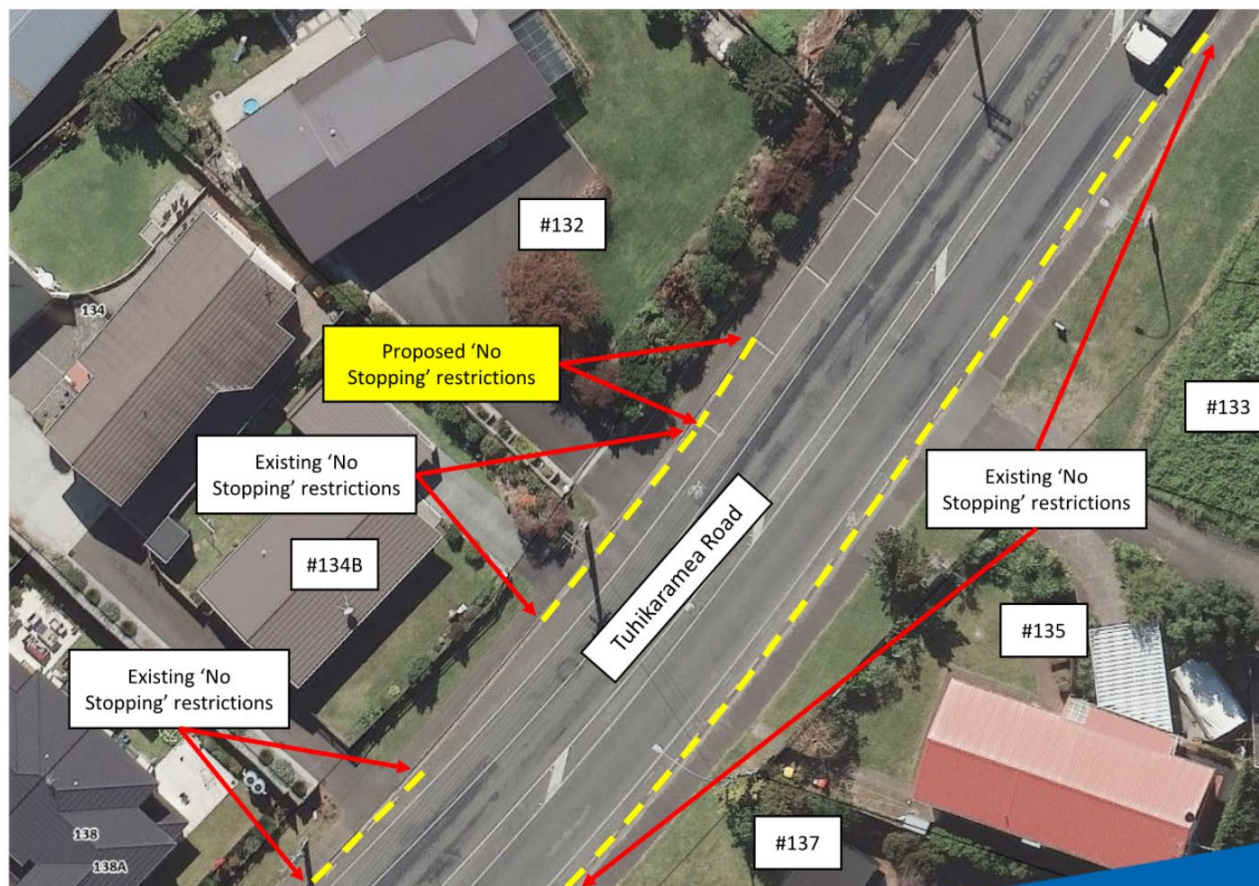 #132
134
Proposed ‘No
Stopping’ restrictions
#133
Existing ‘No
Stopping’ restrictions
Existing ‘No
Stopping’ restrictions
#134B
Tuhikaramea Road
#135
Existing ‘No
Stopping’ restrictions
138
138A
#137